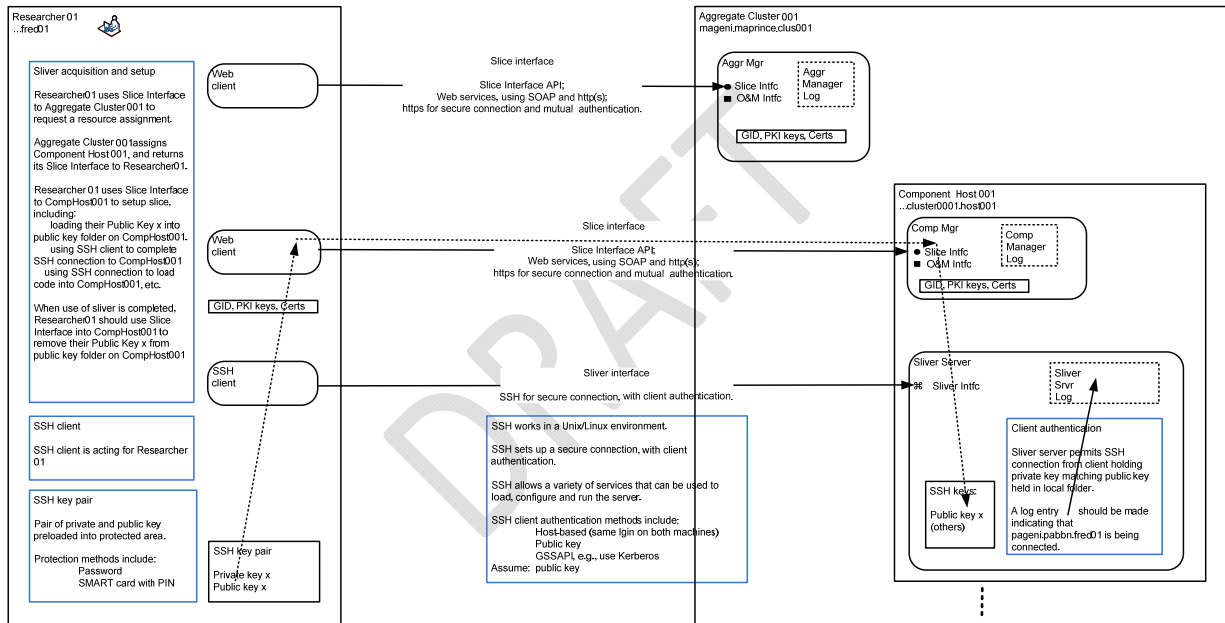 Researcher 01
...fred01
Sliver acquisition and setup
Researcher01 uses Slice Interface
to Aggregate Cluster 001 to
request a resource assignment.
Aggregate Cluster 001assigns
Component Host 001, and returns
its Slice Interface to Researcher01.
Researcher 01 uses Slice Interface
to CompHost001 to setup slice,
including:
loading their Public Key x into
public key folder on CompHost001.
using SSH client to complete
SSH connection to CompHost001
using SSH connection to load
code into CompHost001, etc.
When use of sliver is completed,
Researcher01 should use Slice
Interface into CompHost001 to
remove their Public Key x from
public key folder on CompHost001
SSH client
SSH client is acting for Researcher
01
SSH key pair
Pair of private and public key
preloaded into protected area.
Protection methods include:
Password
SMART card with PIN
Web
client
Web
client
GID, PKI keys, Certs
SSH
client
SSH key pair
Private key x
Public key x
Slice interface
Slice Interface API;
Web services, using SOAP and http(s);
https for secure connection and mutual authentication.
Slice interface
Slice Interface API;
Web services, using SOAP and http(s);
https for secure connection and mutual authentication.
Sliver interface
SSH for secure connection, with client authentication.
SSH works in a Unix/Linux environment.
SSH sets up a secure connection, with client
authentication.
SSH allows a variety of services that can be used to
load, configure and run the server.
SSH client authentication methods include:
Host-based (same lgin on both machines)
Public key
GSSAPI, e.g., use Kerberos
Assume: public key
DRAFT
Aggregate Cluster 001
mageni.maprince.clus001
Aggr Mgr
Slice Intfc
O&M Intfc
Aggr
Manager
Log
GID, PKI keys, Certs
Component Host 001
...cluster0001.host001
Comp Mgr
Slice Intfc
O&M Intfc
Comp
Manager
Log
GID, PKI keys, Certs
Sliver Server
⌘ Sliver Intfc
Sliver
Srvr
Log
SSH keys:
Public key x
(others)
Client authentication
Sliver server permits SSH
connection from client holding
private key matching public key
held in local folder.
A log entry should be made
indicating that
pageni.pabbn.fred01 is being
connected.